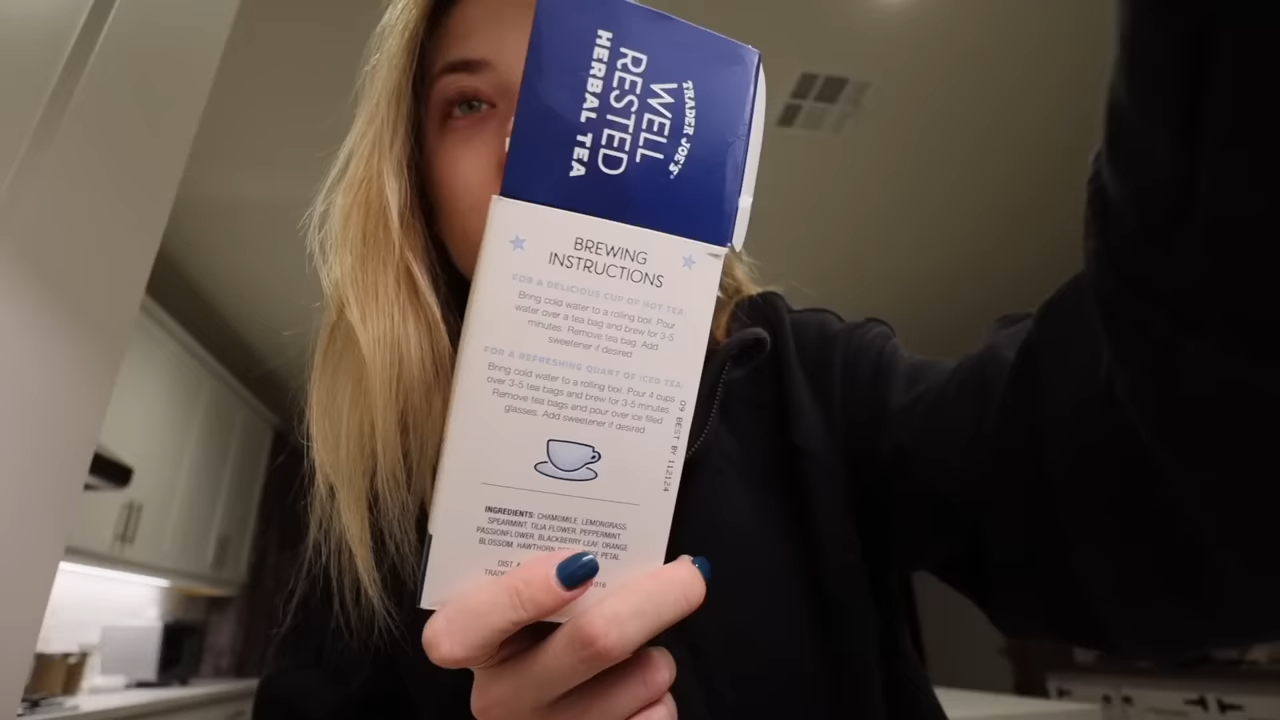 TRADER JOE'S
WELL
RESTED
HERBAL TEA
BREWING
INSTRUCTIONS
FOR A DELICIOUS CUP OF HOT TEA
Bring cold water to a rolling boil. Pour
water over a tea bag and brew for 3-5
minutes. Remove tea bag. Add
sweetener if desired
FOR A REFRESHING QUART OF ICED TEA
Bring cold water to a rolling boil. Pour 4 cups
over 3-5 tea bags and brew for 3-5 minutes
Remove tea bags and pour over ice filled
glasses. Add sweetener if desired
09 BEST BY 112124
INGREDIENTS: CHAMOMILE, LEMONGRASS,
SPEARMINT, TILIA FLOWER, PEPPERMINT,
PASSIONFLOWER, BLACKBERRY LEAF, ORANGE
BLOSSOM, HAWTHORN PETAL
DIST.